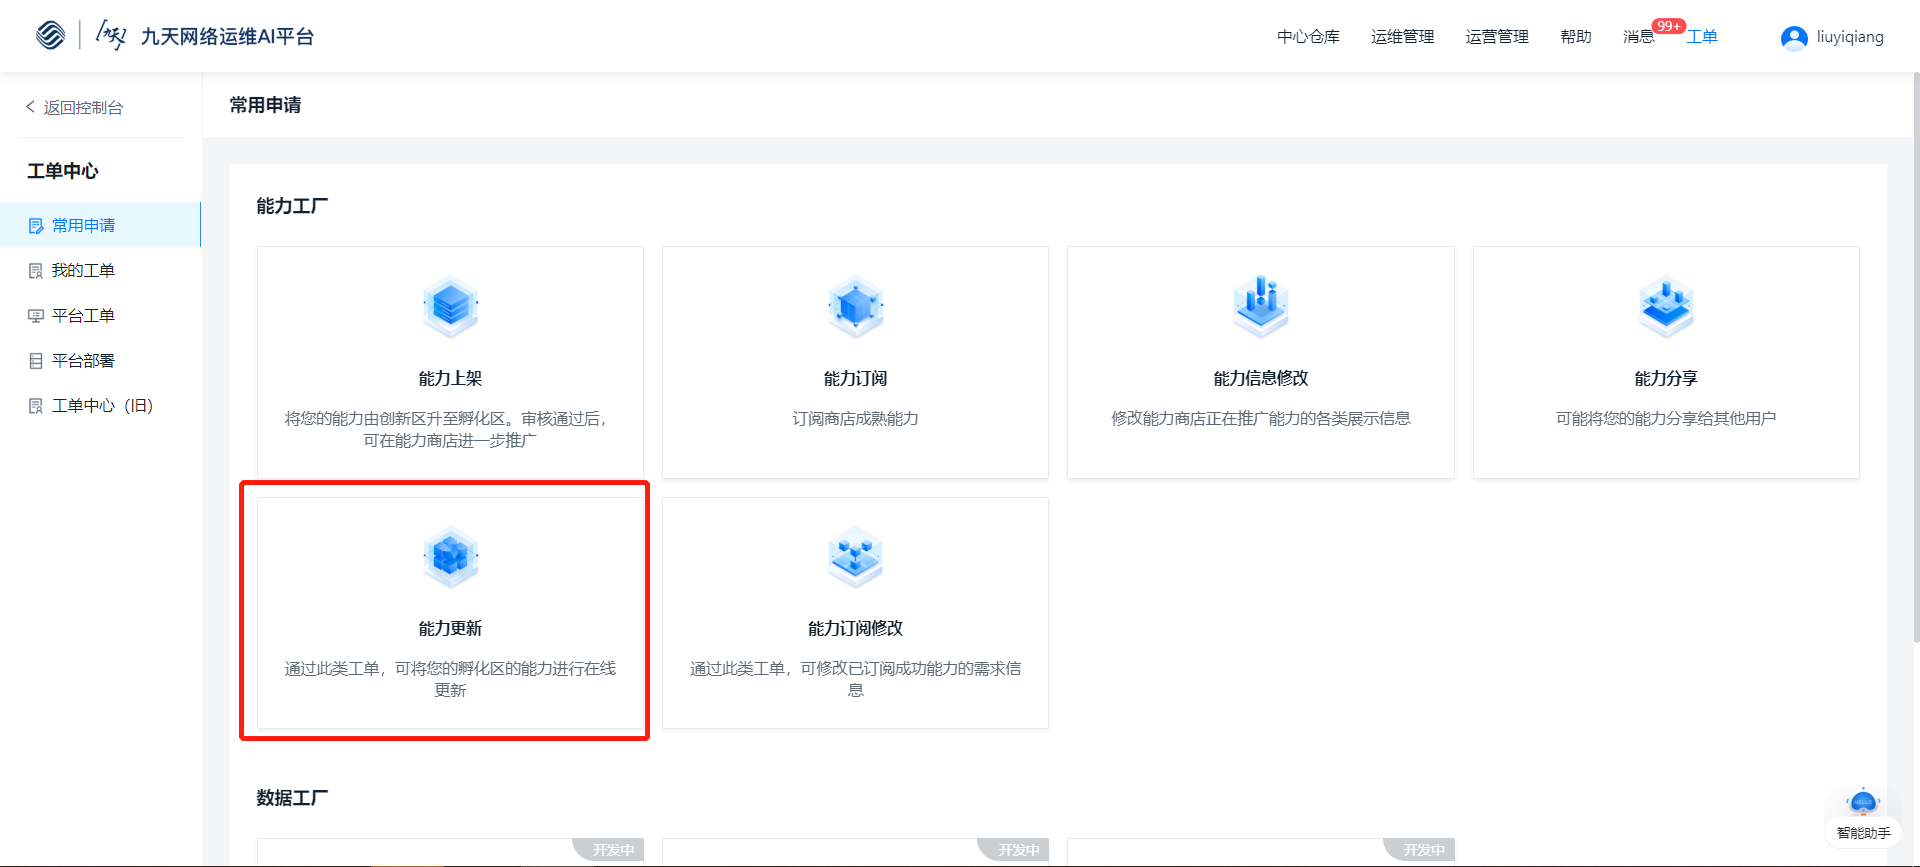 九天 九天网络运维AI平台
中心仓库 运维管理 运营管理 帮助 消息 99+ 工单 liuyiqiang
返回控制台
常用申请
工单中心
常用申请
我的工单
平台工单
平台部署
工单中心（旧）
能力工厂
能力上架
将您的能力由创新区升至孵化区。审核通过后，
可在能力商店进一步推广
能力订阅
订阅商店成熟能力
能力信息修改
修改能力商店正在推广能力的各类展示信息
能力分享
可能将您的能力分享给其他用户
能力更新
通过此类工单，可将您的孵化区的能力进行在线
更新
能力订阅修改
通过此类工单，可修改已订阅成功能力的需求信
息
数据工厂
开发中
开发中
开发中
HELLO
智能助手